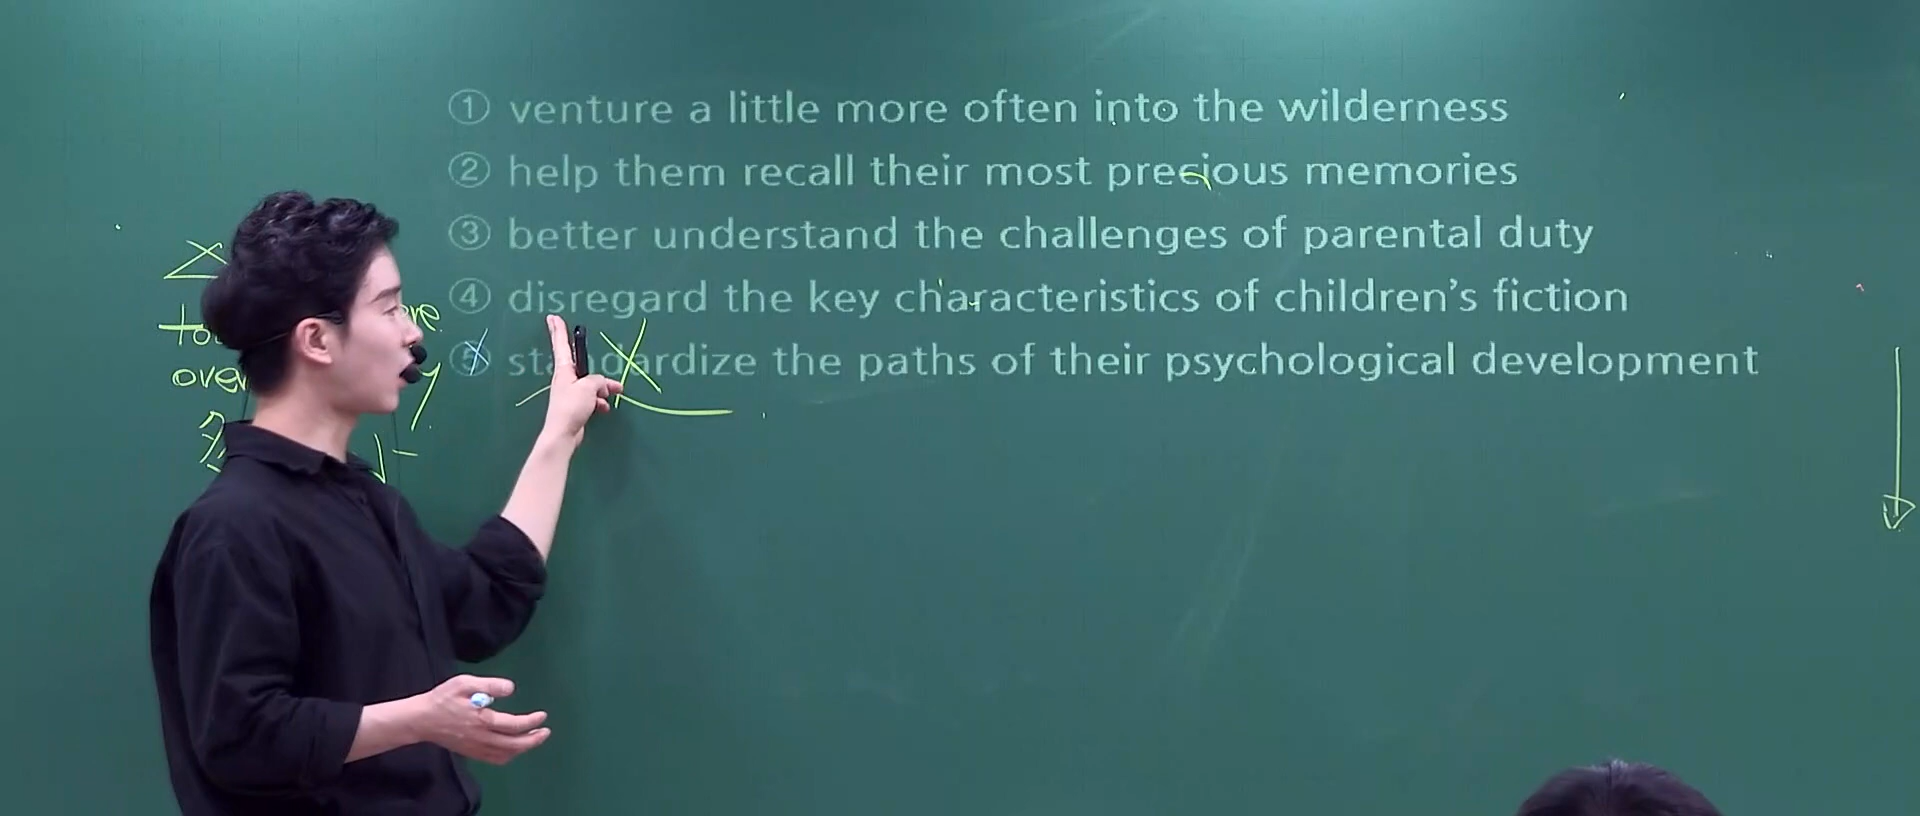 ① venture a little more often into the wilderness
② help them recall their most precious memories
③ better understand the challenges of parental duty
④ disregard the key characteristics of children's fiction
⑤ standardize the paths of their psychological development